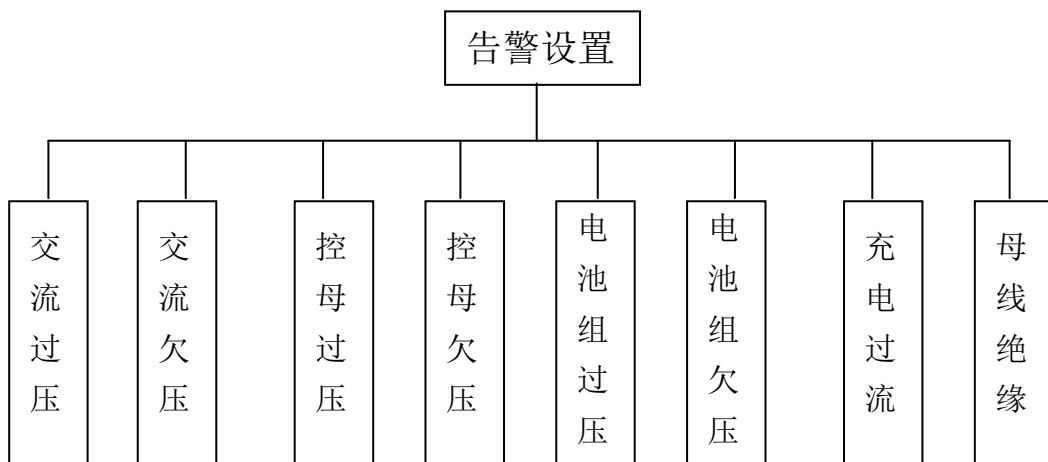 告警设置
交流过压
交流欠压
控母过压
控母欠压
电池组过压
电池组欠压
充电过流
母线绝缘